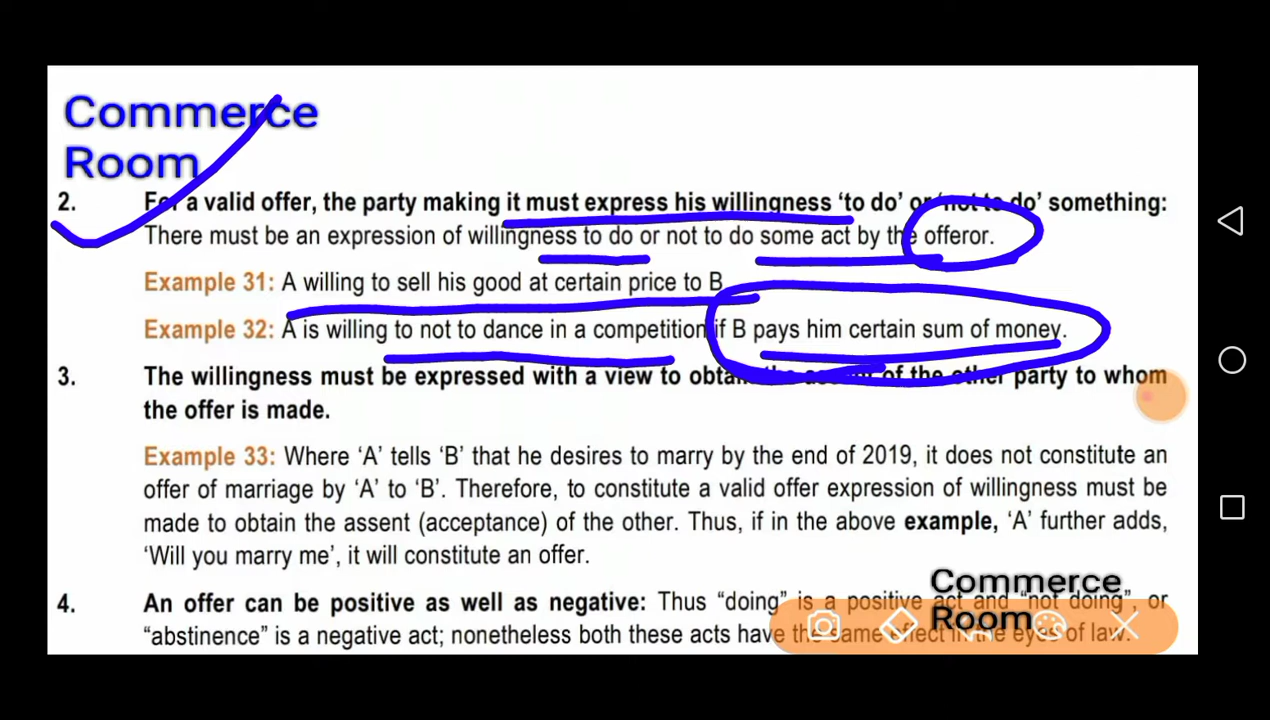 Commerce
Room
2. For a valid offer, the party making it must express his willingness ‘to do’ or ‘not to do’ something:
There must be an expression of willingness to do or not to do some act by the offeror.
Example 31: A willing to sell his good at certain price to B.
Example 32: A is willing to not to dance in a competition if B pays him certain sum of money.
3. The willingness must be expressed with a view to obtain the assent of the other party to whom
the offer is made.
Example 33: Where ‘A’ tells ‘B’ that he desires to marry by the end of 2019, it does not constitute an
offer of marriage by ‘A’ to ‘B’. Therefore, to constitute a valid offer expression of willingness must be
made to obtain the assent (acceptance) of the other. Thus, if in the above example, ‘A’ further adds,
‘Will you marry me’, it will constitute an offer.
Commerce
Room
4. An offer can be positive as well as negative: Thus “doing” is a positive act and “not doing”, or
“abstinence” is a negative act; nonetheless both these acts have the same effect in the eyes of law.